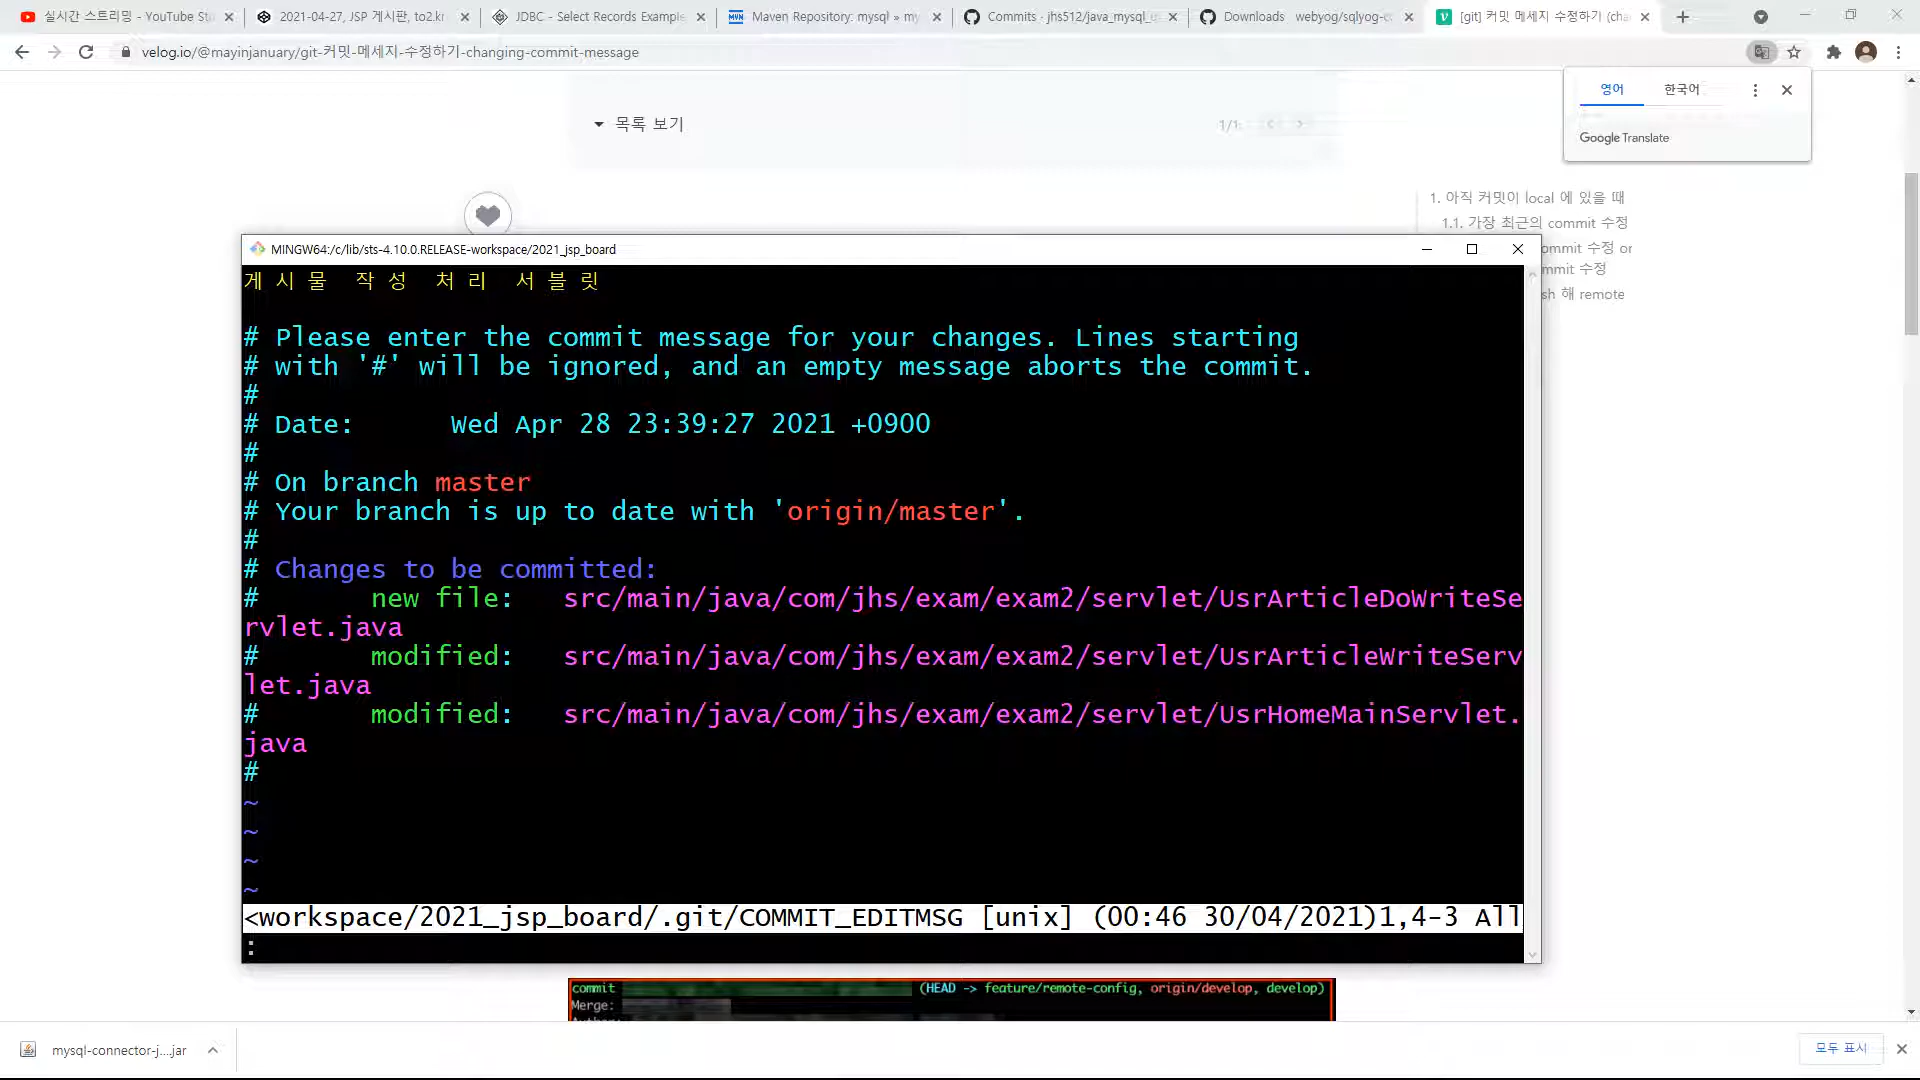 실시간 스트리밍 - YouTube St
2021-04-27, JSP 게시판, to2.kr
JDBC - Select Records Example
Maven Repository: mysql » my
Commits · jhs512/java_mysql_
Downloads · webyog/sqlyog-c
[git] 커밋 메세지 수정하기 (cha
velog.io/@mayinjanuary/git-커밋-메세지-수정하기-changing-commit-message
영어
한국어
Google Translate
목록 보기
1/1
1. 아직 커밋이 local 에 있을 때
1.1. 가장 최근의 commit 수정
ommit 수정 or
mmit 수정
sh 해 remote
MINGW64:/c/lib/sts-4.10.0.RELEASE-workspace/2021_jsp_board
게시물 작성 처리 서블릿
# Please enter the commit message for your changes. Lines starting
# with '#' will be ignored, and an empty message aborts the commit.
#
# Date:      Wed Apr 28 23:39:27 2021 +0900
#
# On branch master
# Your branch is up to date with 'origin/master'.
#
# Changes to be committed:
#       new file:   src/main/java/com/jhs/exam/exam2/servlet/UsrArticleDoWriteSe
rvlet.java
#       modified:   src/main/java/com/jhs/exam/exam2/servlet/UsrArticleWriteServ
let.java
#       modified:   src/main/java/com/jhs/exam/exam2/servlet/UsrHomeMainServlet.
java
#
~
~
~
~
<workspace/2021_jsp_board/.git/COMMIT_EDITMSG [unix] (00:46 30/04/2021)1,4-3 All
:
commit (HEAD -> feature/remote-config, origin/develop, develop)
Merge:
mysql-connector-j....jar
모두 표시